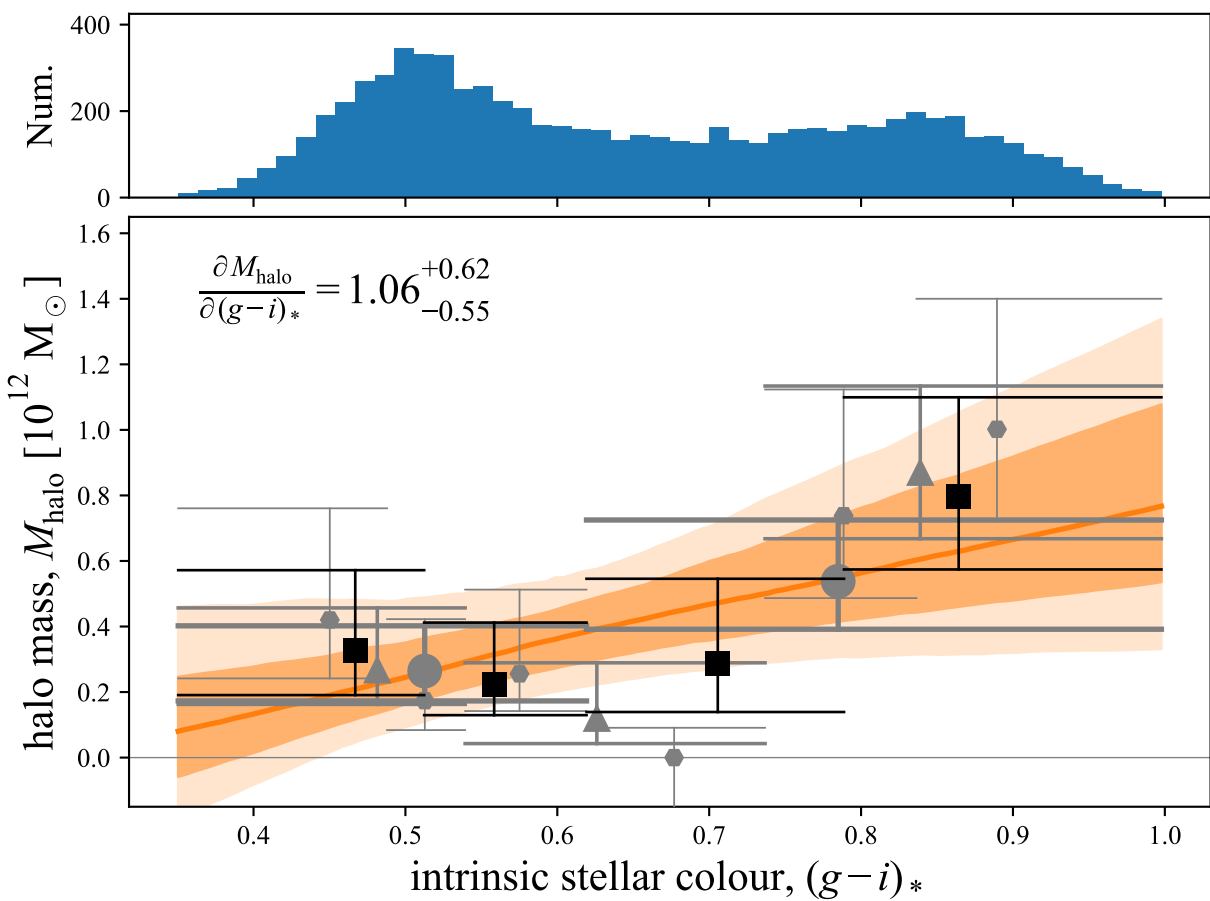 400
200
0
Num.
1.6
1.4
1.2
1.0
0.8
0.6
0.4
0.2
0.0
halo mass, M_halo [10^12 M_⊙]
∂M_halo / ∂(g−i)_* = 1.06 +0.62 −0.55
0.4 0.5 0.6 0.7 0.8 0.9 1.0
intrinsic stellar colour, (g−i)_*